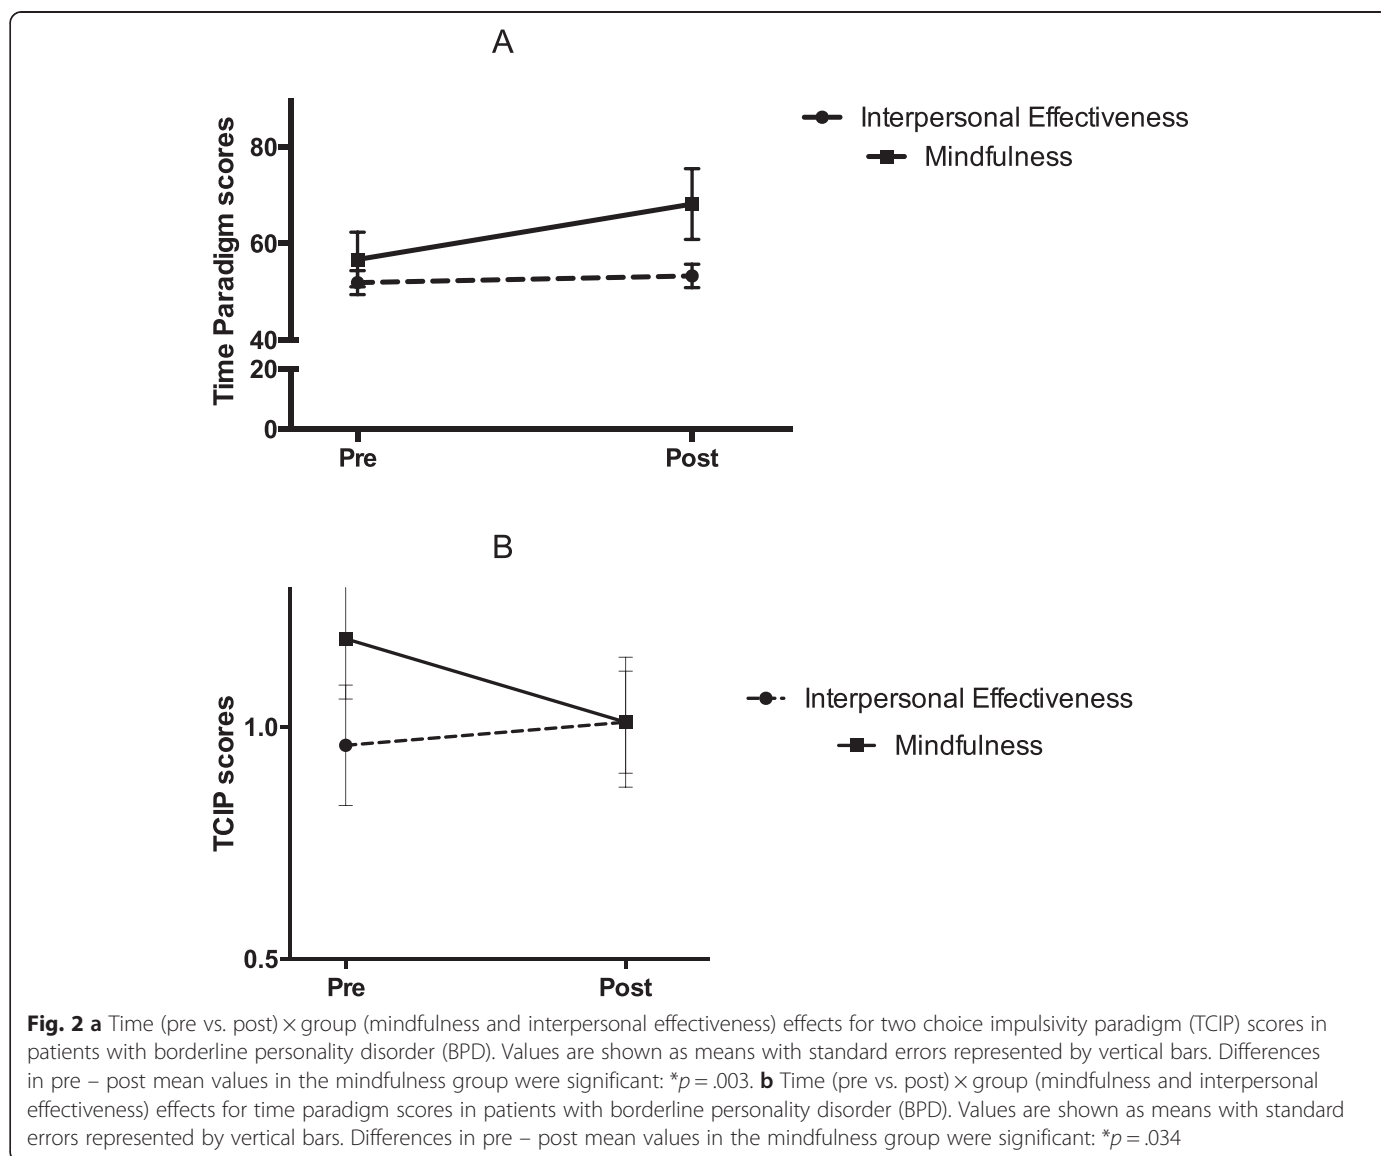 A
Time Paradigm scores
80
60
40
20
0
Pre Post
Interpersonal Effectiveness
Mindfulness
B
TCIP scores
1.0
0.5
Pre Post
Interpersonal Effectiveness
Mindfulness
Fig. 2 a Time (pre vs. post) × group (mindfulness and interpersonal effectiveness) effects for two choice impulsivity paradigm (TCIP) scores in
patients with borderline personality disorder (BPD). Values are shown as means with standard errors represented by vertical bars. Differences
in pre – post mean values in the mindfulness group were significant: *p = .003. b Time (pre vs. post) × group (mindfulness and interpersonal
effectiveness) effects for time paradigm scores in patients with borderline personality disorder (BPD). Values are shown as means with standard
errors represented by vertical bars. Differences in pre – post mean values in the mindfulness group were significant: *p = .034